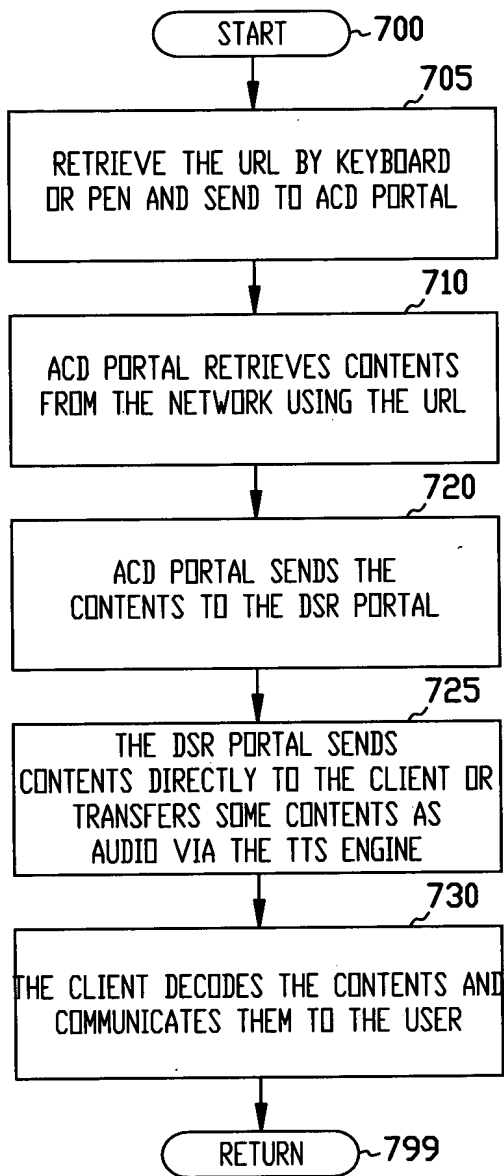 START
700
705
RETRIEVE THE URL BY KEYBOARD
OR PEN AND SEND TO ACD PORTAL
710
ACD PORTAL RETRIEVES CONTENTS
FROM THE NETWORK USING THE URL
720
ACD PORTAL SENDS THE
CONTENTS TO THE DSR PORTAL
725
THE DSR PORTAL SENDS
CONTENTS DIRECTLY TO THE CLIENT OR
TRANSFERS SOME CONTENTS AS
AUDIO VIA THE TTS ENGINE
730
THE CLIENT DECODES THE CONTENTS AND
COMMUNICATES THEM TO THE USER
RETURN
799